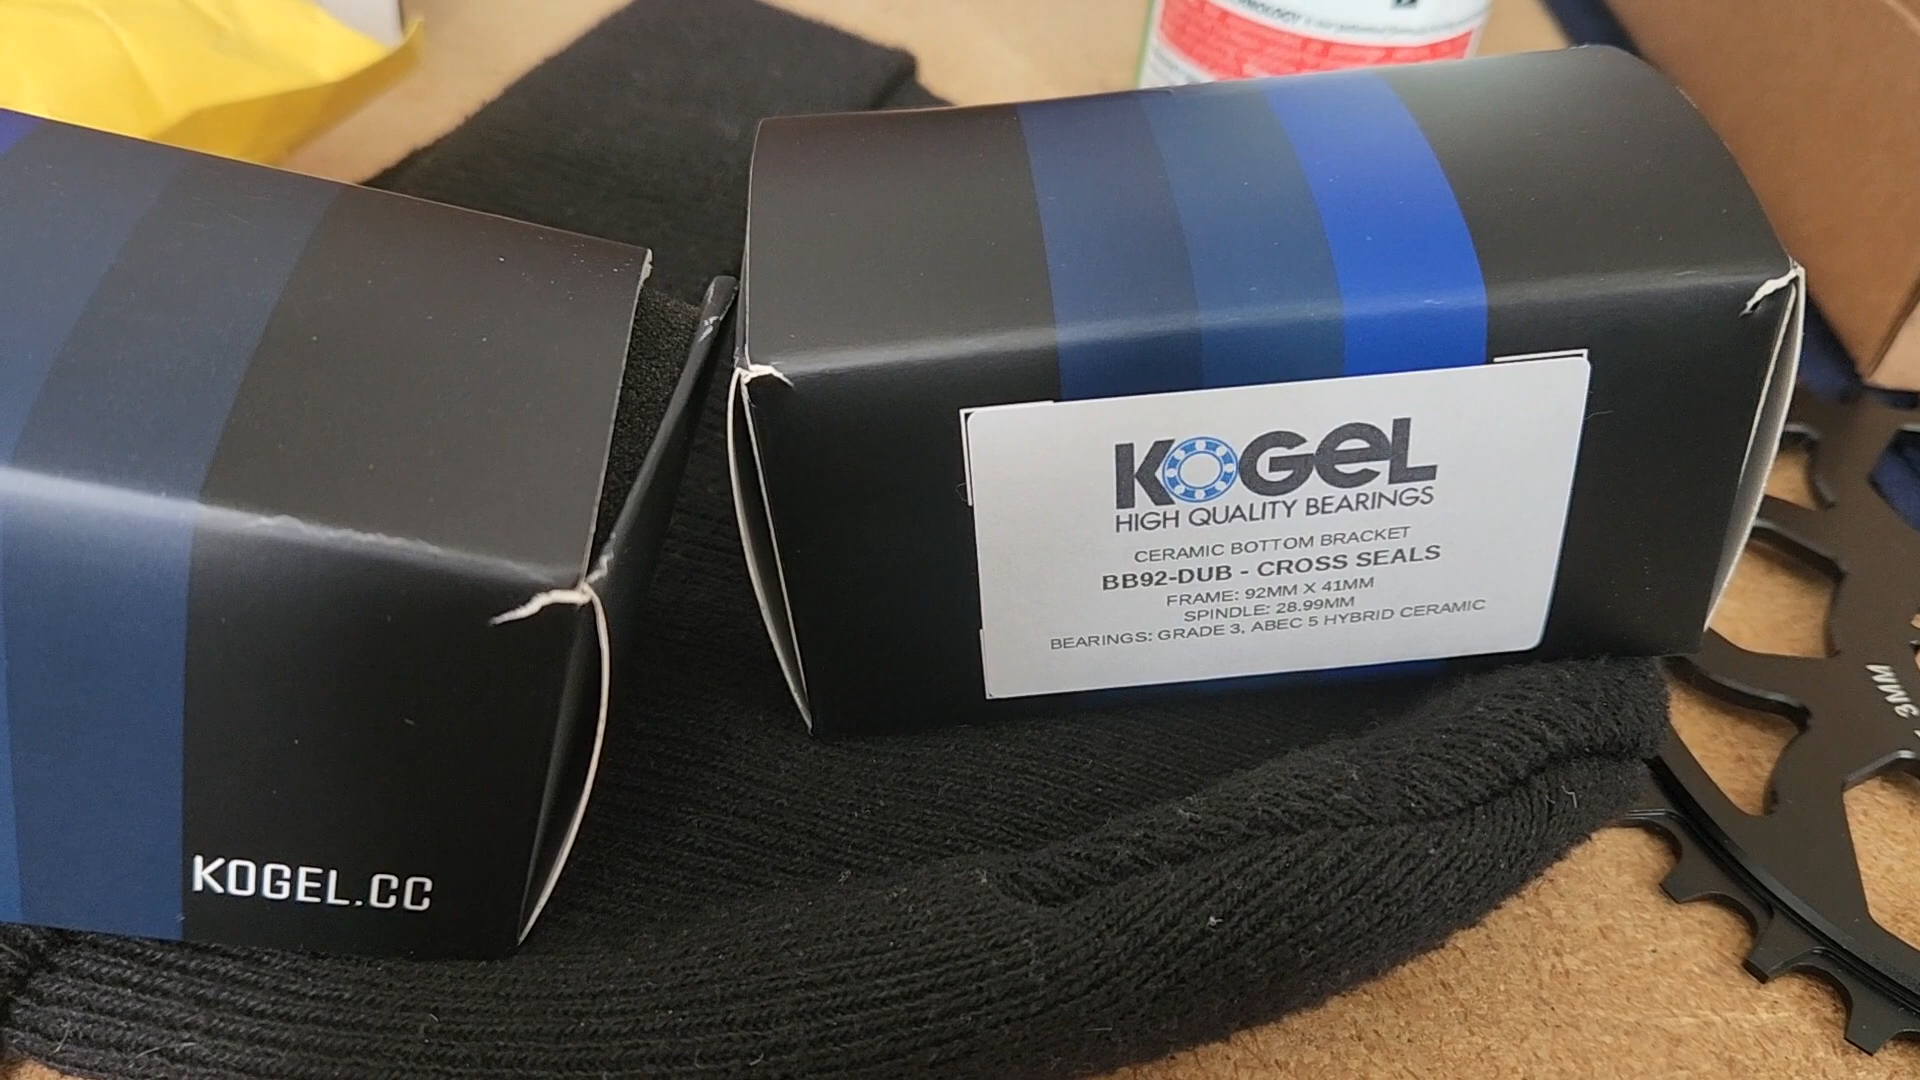 KOGEL
HIGH QUALITY BEARINGS
CERAMIC BOTTOM BRACKET
BB92-DUB - CROSS SEALS
FRAME: 92MM X 41MM
SPINDLE: 28.99MM
BEARINGS: GRADE 3, ABEC 5 HYBRID CERAMIC
KOGEL.CC
3MM